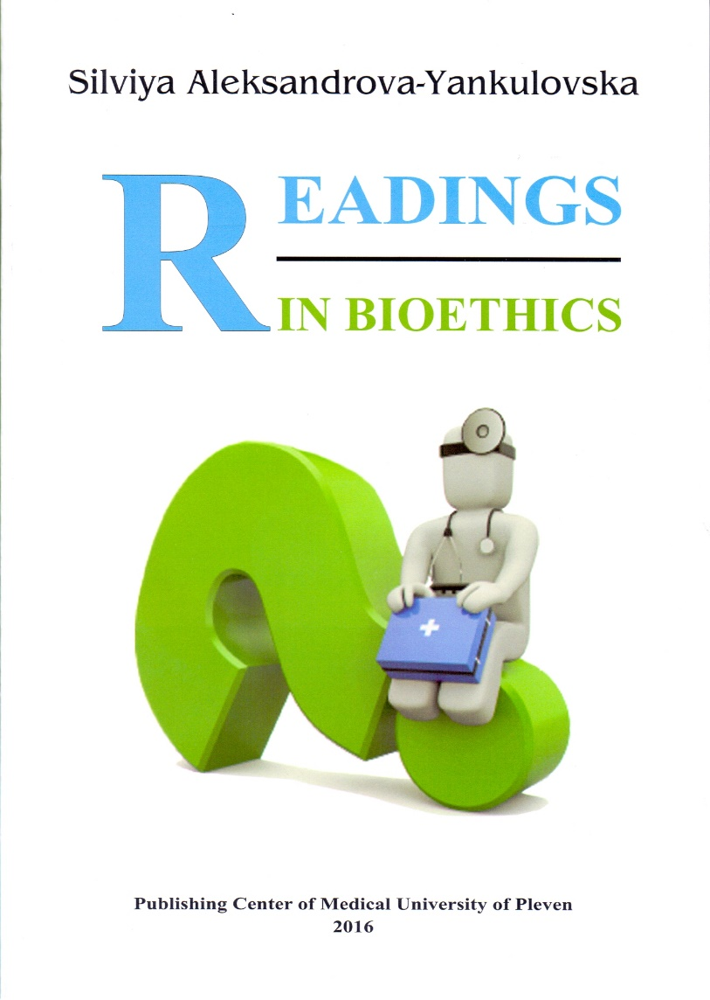 Silviya Aleksandrova-Yankulovska
READINGS
IN BIOETHICS
Publishing Center of Medical University of Pleven
2016